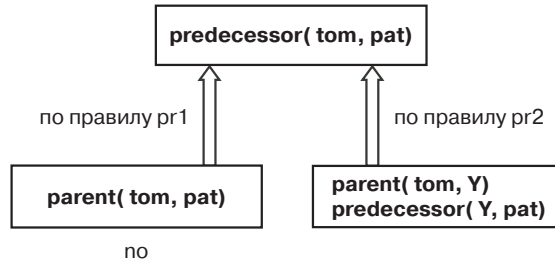 predecessor( tom, pat)
по правилу pr1
по правилу pr2
parent( tom, pat)
parent( tom, Y)
predecessor( Y, pat)
no